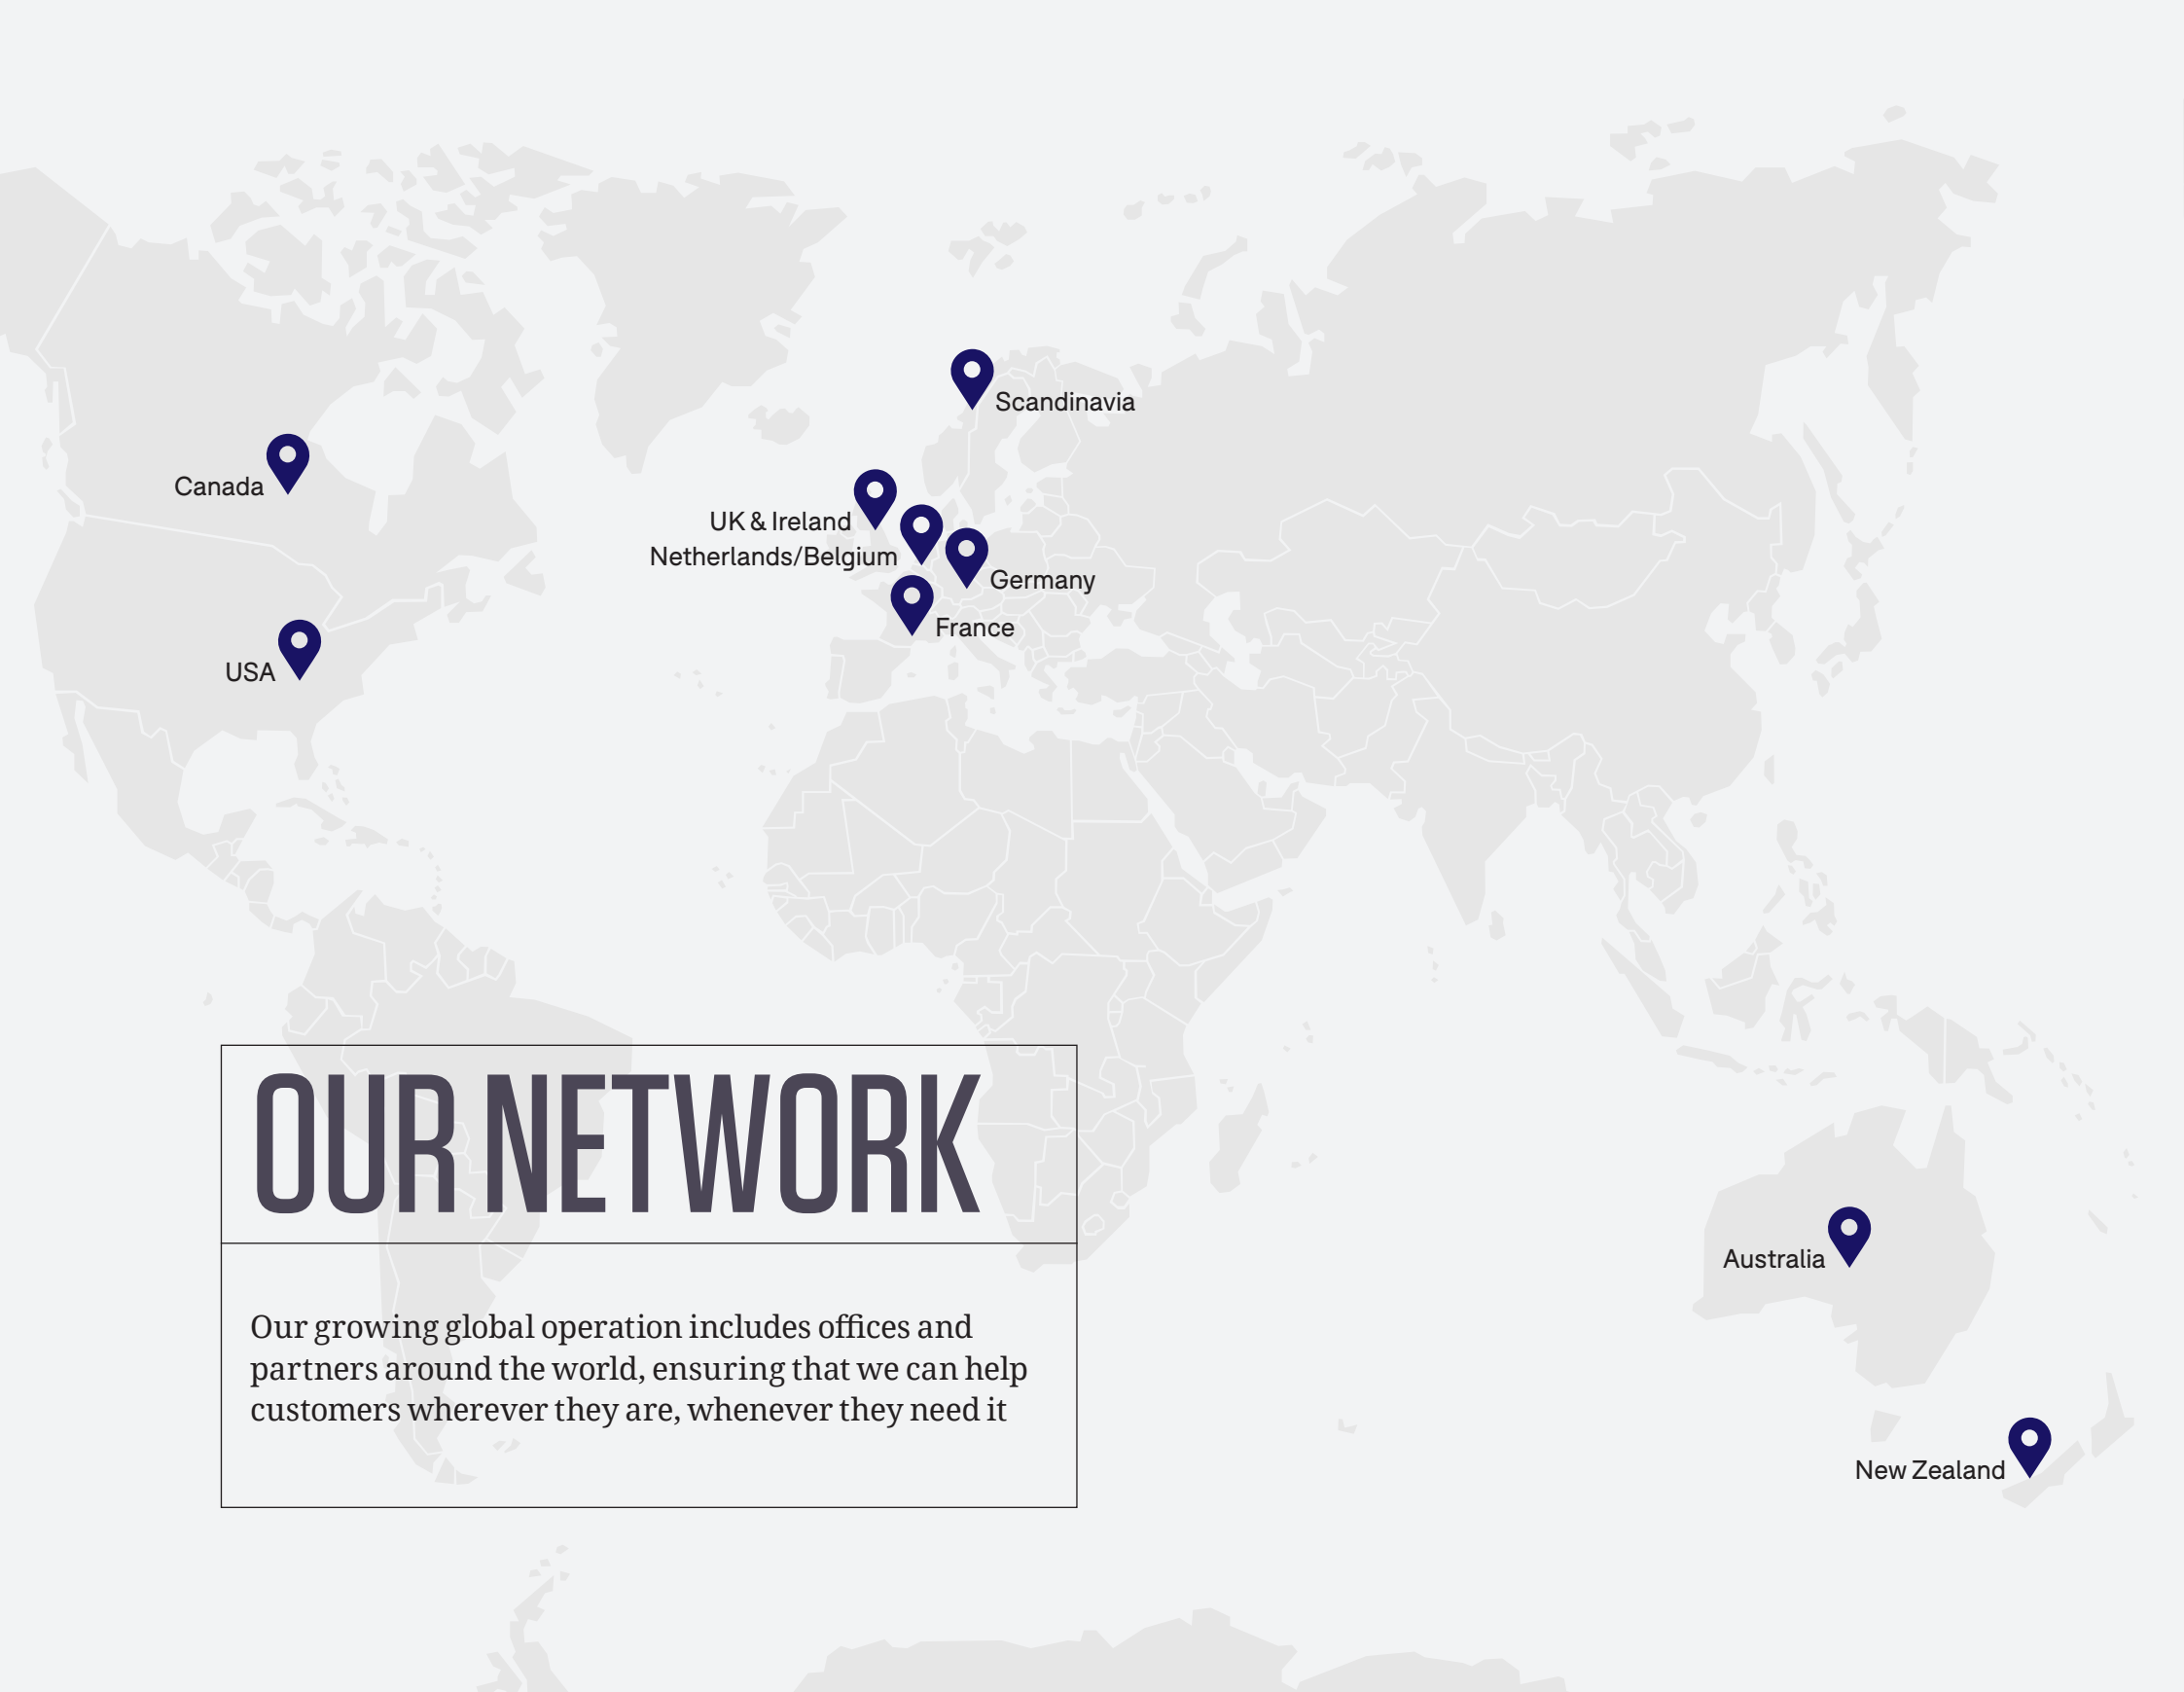 Scandinavia
Canada
UK & Ireland
Netherlands/Belgium
Germany
France
USA
OUR NETWORK
Australia
Our growing global operation includes offices and
partners around the world, ensuring that we can help
customers wherever they are, whenever they need it
New Zealand